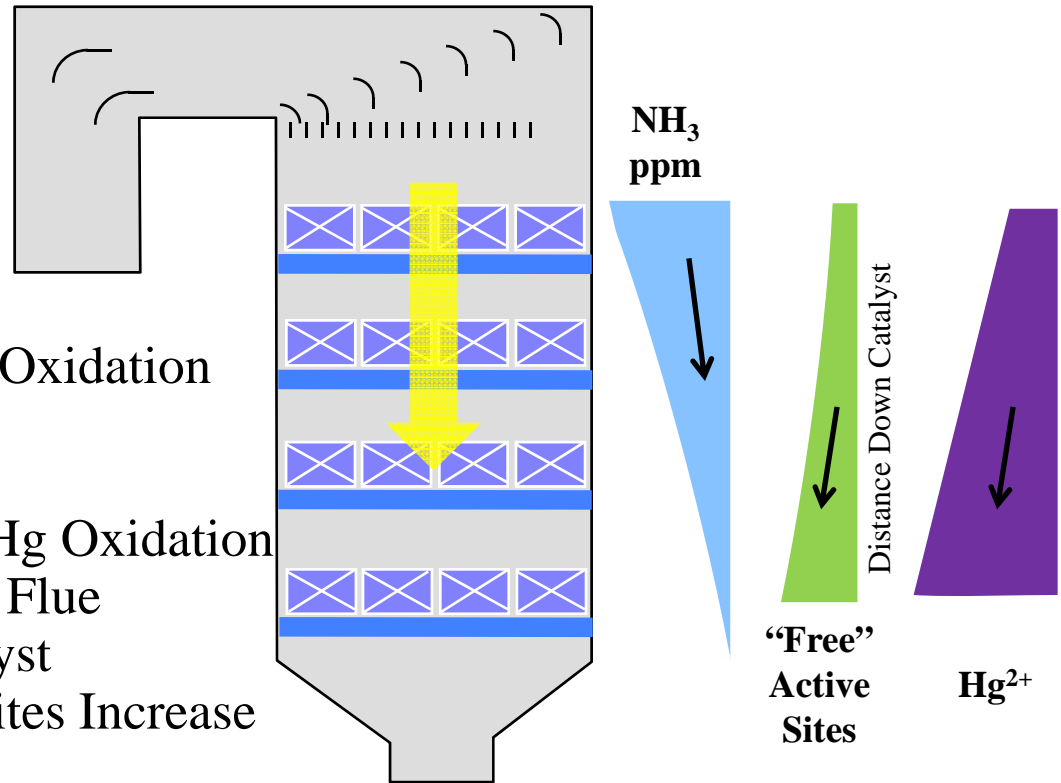 Oxidation
Hg Oxidation
Flue
yst
ites Increase
NH₃
ppm
Distance Down Catalyst
“Free”
Active
Sites
Hg²⁺